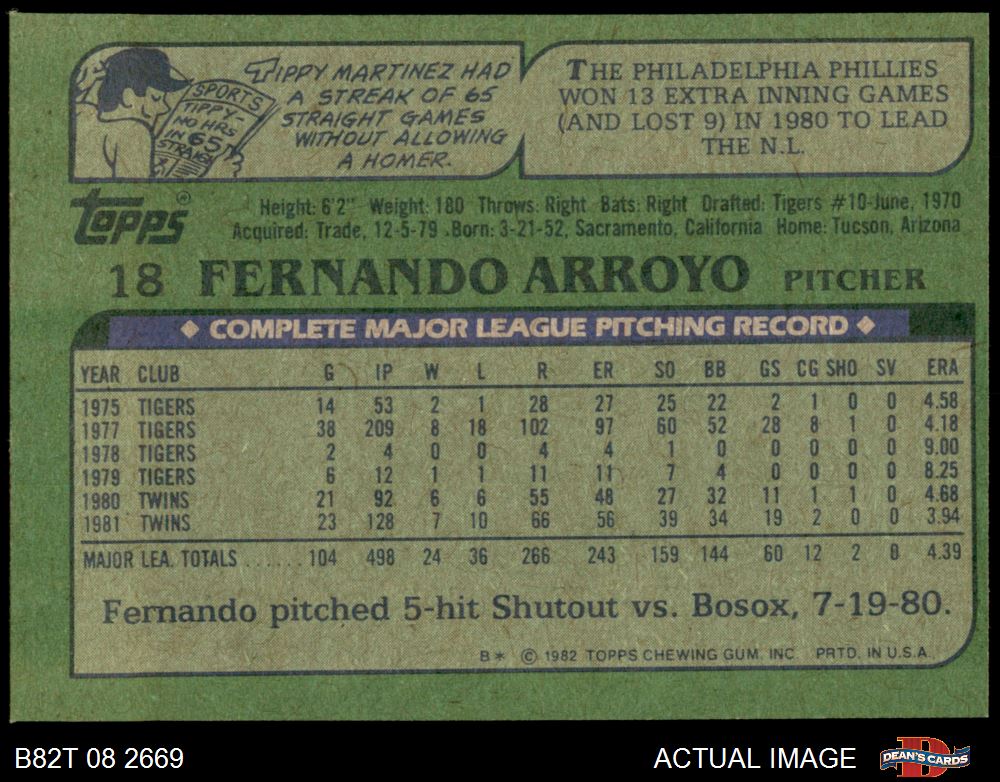 TIPPY MARTINEZ HAD
A STREAK OF 65
STRAIGHT GAMES
WITHOUT ALLOWING
A HOMER.
SPORTS
TIPPY-
NO HRS
IN 65
STRAIGHT
THE PHILADELPHIA PHILLIES
WON 13 EXTRA INNING GAMES
(AND LOST 9) IN 1980 TO LEAD
THE N.L.
TOPPS®
Height: 6'2" Weight: 180 Throws: Right Bats: Right Drafted: Tigers #10-June, 1970
Acquired: Trade, 12-5-79 Born: 3-21-52, Sacramento, California Home: Tucson, Arizona
18 FERNANDO ARROYO PITCHER
◆ COMPLETE MAJOR LEAGUE PITCHING RECORD ◆
YEAR CLUB G IP W L R ER SO BB GS CG SHO SV ERA
1975 TIGERS 14 53 2 1 28 27 25 22 2 1 0 0 4.58
1977 TIGERS 38 209 8 18 102 97 60 52 28 8 1 0 4.18
1978 TIGERS 2 4 0 0 4 4 1 0 0 0 0 0 9.00
1979 TIGERS 6 12 1 1 11 11 7 4 0 0 0 0 8.25
1980 TWINS 21 92 6 6 55 48 27 32 11 1 1 0 4.68
1981 TWINS 23 128 7 10 66 56 39 34 19 2 0 0 3.94
MAJOR LEA. TOTALS ...... 104 498 24 36 266 243 159 144 60 12 2 0 4.39
Fernando pitched 5-hit Shutout vs. Bosox, 7-19-80.
B* © 1982 TOPPS CHEWING GUM, INC. PRTD. IN U.S.A.
B82T 08 2669
ACTUAL IMAGE
DEAN'S CARDS